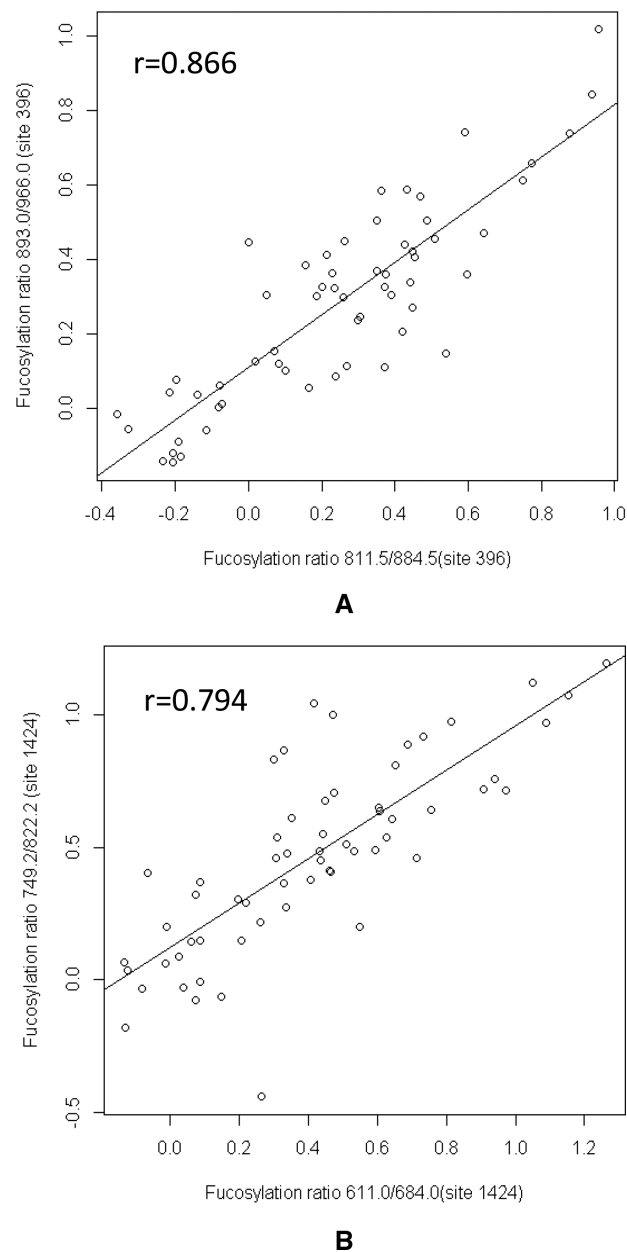 r=0.866
Fucosylation ratio 893.0/966.0 (site 396)
1.0
0.8
0.6
0.4
0.2
0.0
-0.4 -0.2 0.0 0.2 0.4 0.6 0.8 1.0
Fucosylation ratio 811.5/884.5(site 396)
A
r=0.794
Fucosylation ratio 749.2/822.2 (site 1424)
1.0
0.5
0.0
-0.5
0.0 0.2 0.4 0.6 0.8 1.0 1.2
Fucosylation ratio 611.0/684.0(site 1424)
B